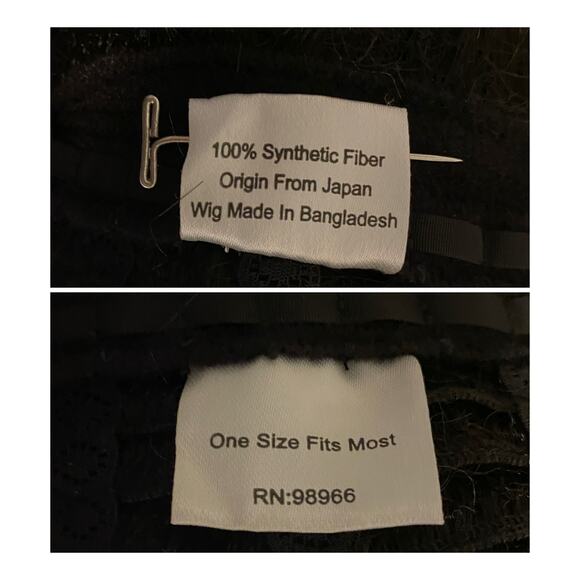 100% Synthetic Fiber
Origin From Japan
Wig Made In Bangladesh
One Size Fits Most
RN:98966